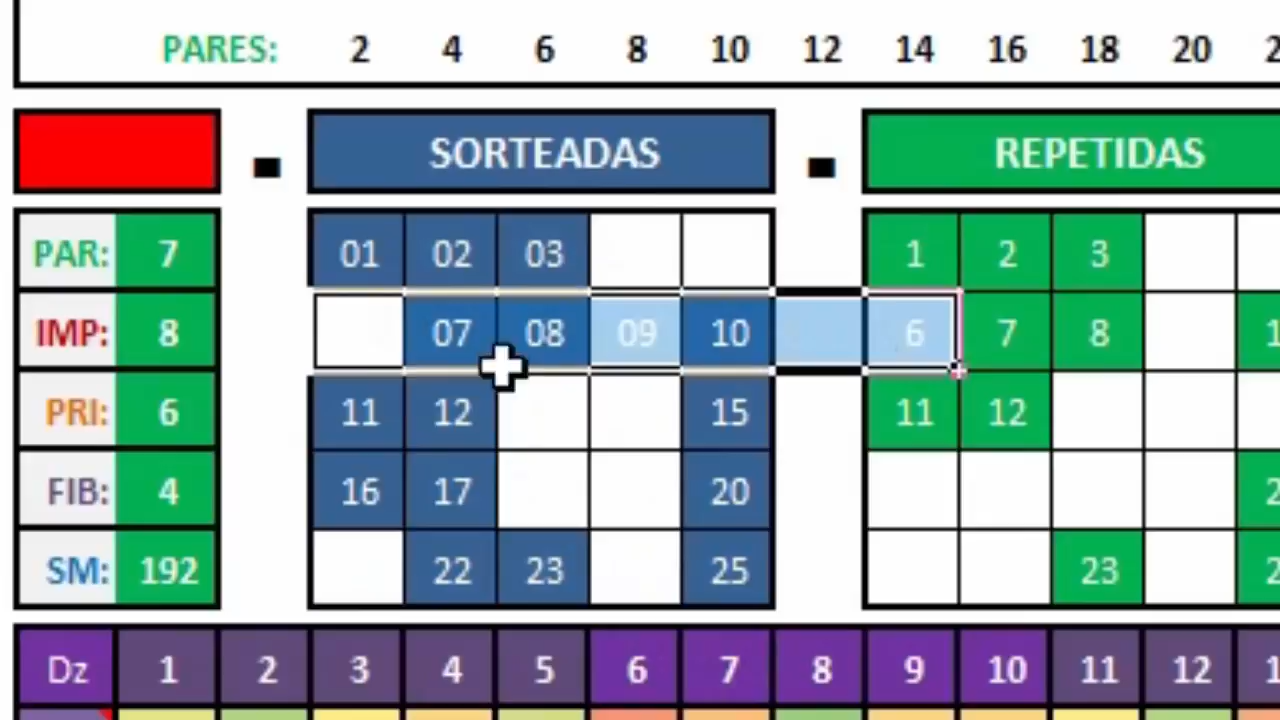 PARES: 2 4 6 8 10 12 14 16 18 20
SORTEADAS - REPETIDAS
PAR: 7 01 02 03 1 2 3
IMP: 8 07 08 09 10 6 7 8
PRI: 6 11 12 15 11 12
FIB: 4 16 17 20
SM: 192 22 23 25 23
Dz 1 2 3 4 5 6 7 8 9 10 11 12